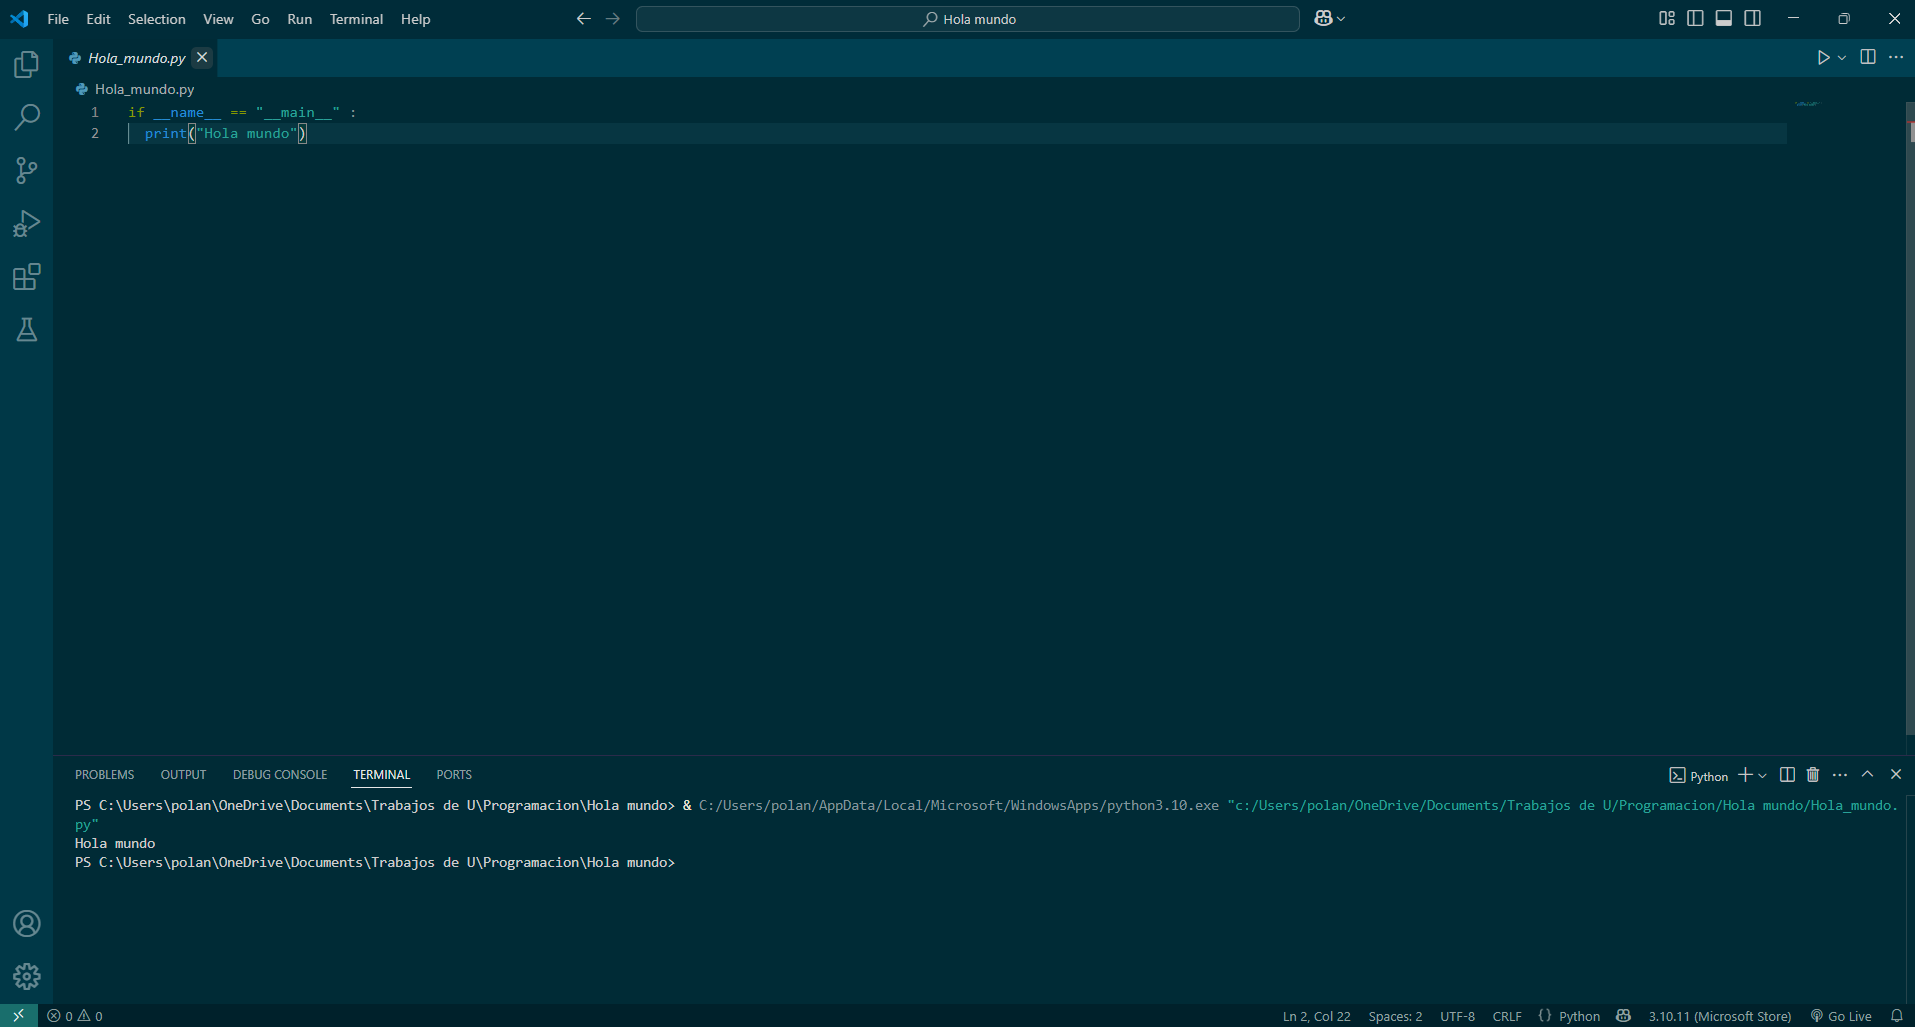 File Edit Selection View Go Run Terminal Help Hola mundo
Hola_mundo.py
Hola_mundo.py
1 if __name__ == "__main__" :
2 print("Hola mundo")
PROBLEMS OUTPUT DEBUG CONSOLE TERMINAL PORTS Python
PS C:\Users\polan\OneDrive\Documents\Trabajos de U\Programacion\Hola mundo> & C:/Users/polan/AppData/Local/Microsoft/WindowsApps/python3.10.exe "c:/Users/polan/OneDrive/Documents/Trabajos de U/Programacion/Hola mundo/Hola_mundo.
py"
Hola mundo
PS C:\Users\polan\OneDrive\Documents\Trabajos de U\Programacion\Hola mundo>
0 0 Ln 2, Col 22 Spaces: 2 UTF-8 CRLF {} Python 3.10.11 (Microsoft Store) Go Live